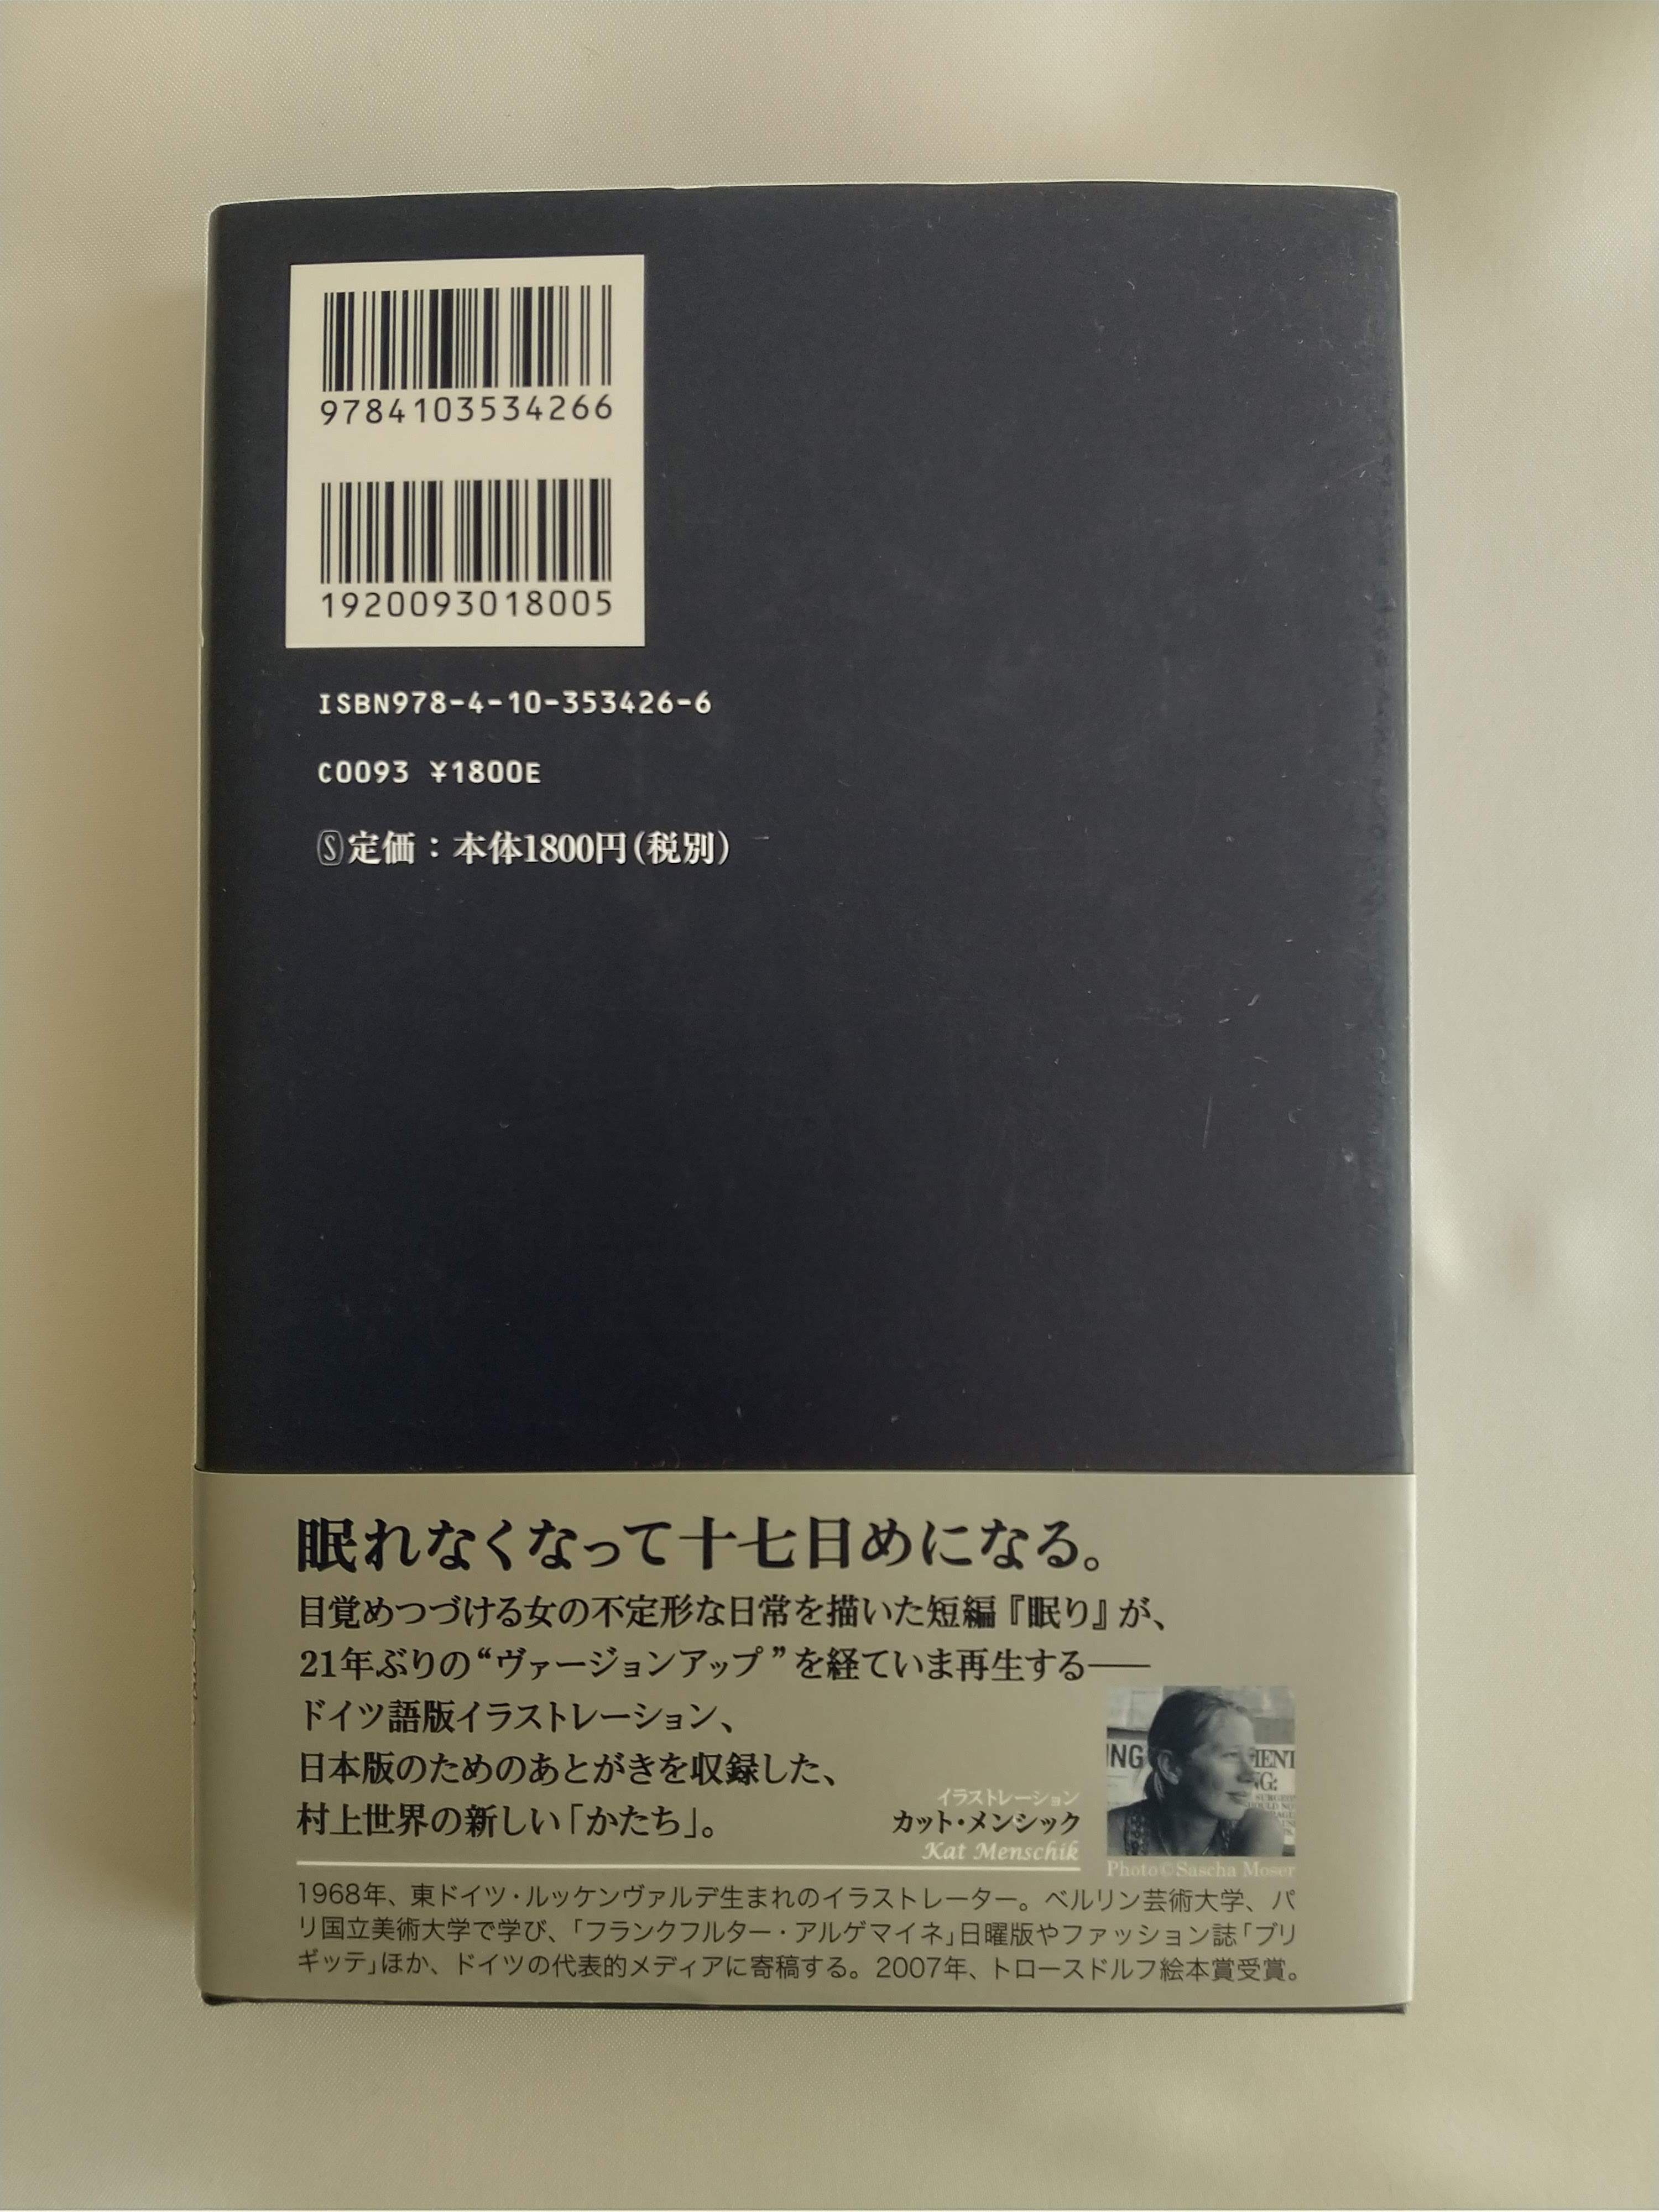 9784103534266
1920093018005
ISBN978-4-10-353426-6
C0093 ¥1800E
Ⓢ定価：本体1800円(税別)
眠れなくなって十七日めになる。
目覚めつづける女の不定形な日常を描いた短編『眠り』が、
21年ぶりの“ヴァージョンアップ”を経ていま再生する――
ドイツ語版イラストレーション、
日本版のためのあとがきを収録した、
村上世界の新しい「かたち」。
イラストレーション
カット・メンシック
Kat Menschik
Photo©Sascha Moser
1968年、東ドイツ・ルッケンヴァルデ生まれのイラストレーター。ベルリン芸術大学、パ
リ国立美術大学で学び、「フランクフルター・アルゲマイネ」日曜版やファッション誌「ブリ
ギッテ」ほか、ドイツの代表的メディアに寄稿する。2007年、トロースドルフ絵本賞受賞。